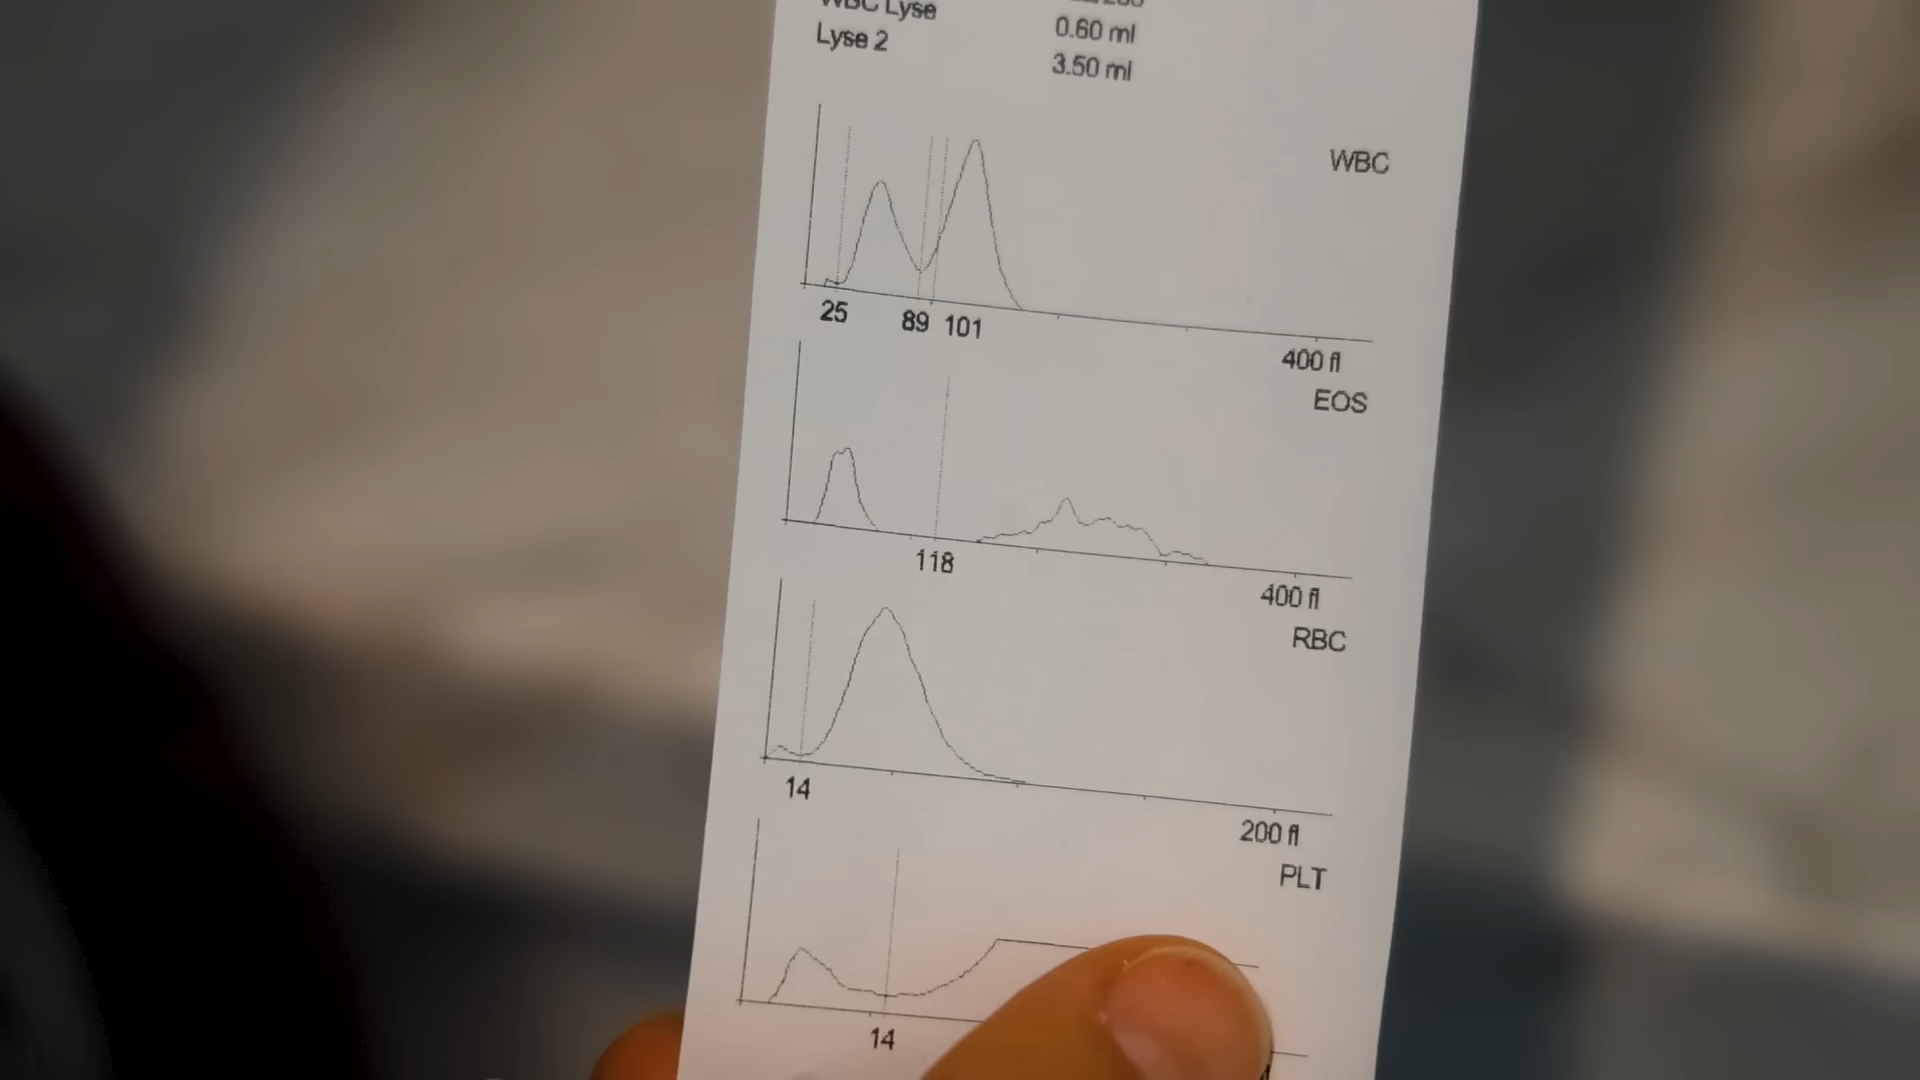 WBC Lyse 0.60 ml
Lyse 2 3.50 ml
WBC
25 89 101 400 fl
EOS
118 400 fl
RBC
14 200 fl
PLT
14